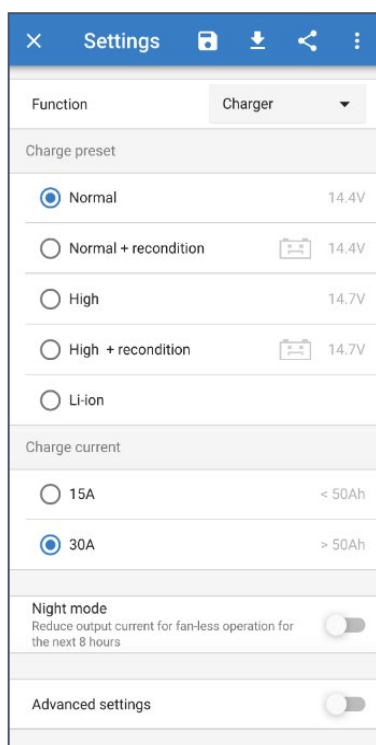 Settings
Function Charger
Charge preset
Normal 14.4V
Normal + recondition 14.4V
High 14.7V
High + recondition 14.7V
Li-ion
Charge current
15A < 50Ah
30A > 50Ah
Night mode
Reduce output current for fan-less operation for
the next 8 hours
Advanced settings